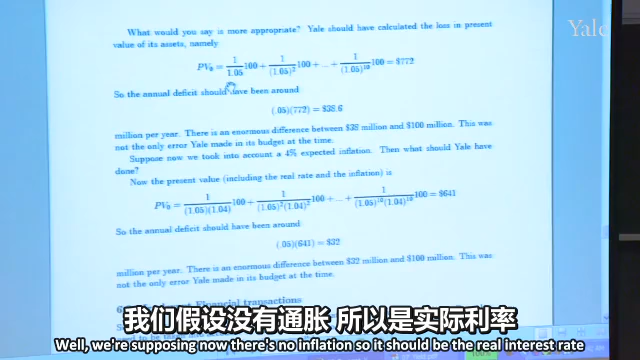 Yale
What would you say is more appropriate? Yale should have calculated the loss in present
value of its assets, namely
PV₀ = 1/1.05 100 + 1/(1.05)² 100 + ... + 1/(1.05)¹⁰ 100 = $772
So the annual deficit should have been around
(.05)(772) = $38.6
million per year. There is an enormous difference between $38 million and $100 million. This was
not the only error Yale made in its budget at the time.
Suppose now we took into account a 4% expected inflation. Then what should Yale have
done?
Now the present value (including the real rate and the inflation) is
PV₀ = 1/(1.05)(1.04) 100 + 1/(1.05)²(1.04)² 100 + ... + 1/(1.05)¹⁰(1.04)¹⁰ 100 = $641
So the annual deficit should have been around
(.05)(641) = $32
million per year. There is an enormous difference between $32 million and $100 million. This was
not the only error Yale made in its budget at the time.
Financial transactions
我们假设没有通胀 所以是实际利率
Well, we're supposing now there's no inflation so it should be the real interest rate